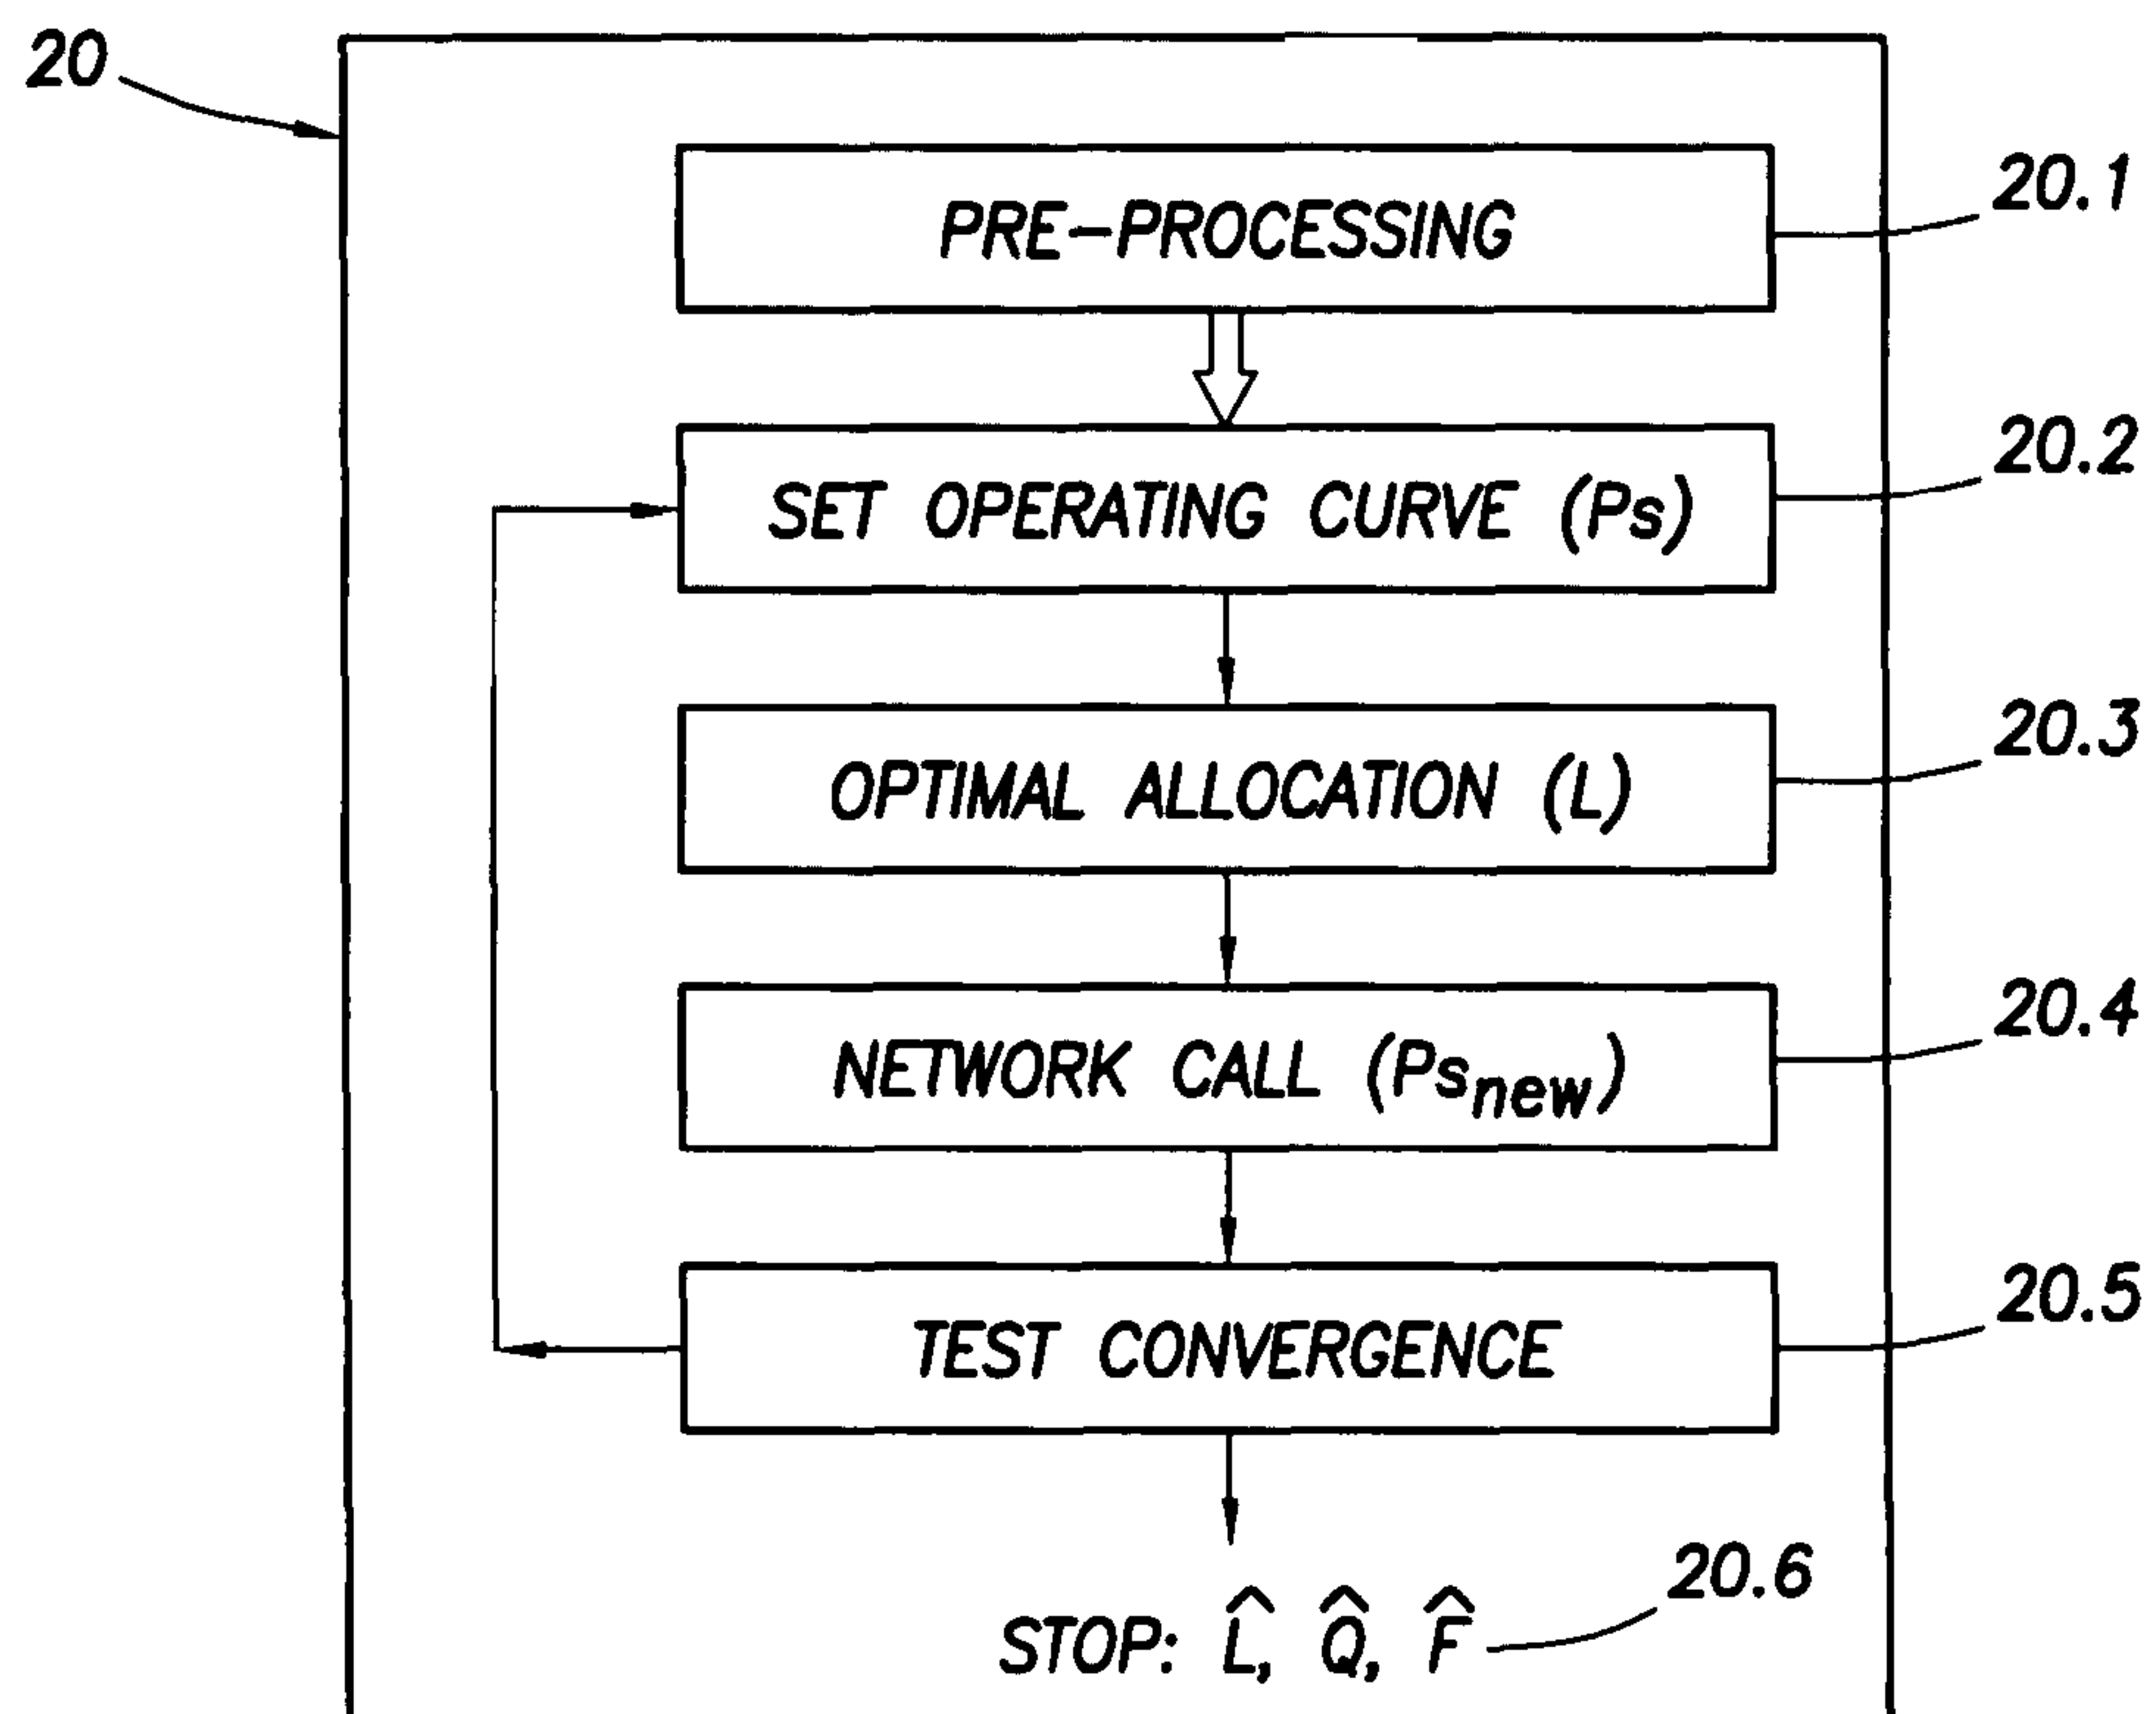 20
PRE-PROCESSING
20.1
SET OPERATING CURVE (Ps)
20.2
OPTIMAL ALLOCATION (L)
20.3
NETWORK CALL (Psnew)
20.4
TEST CONVERGENCE
20.5
STOP: L̂, Q̂, F̂
20.6